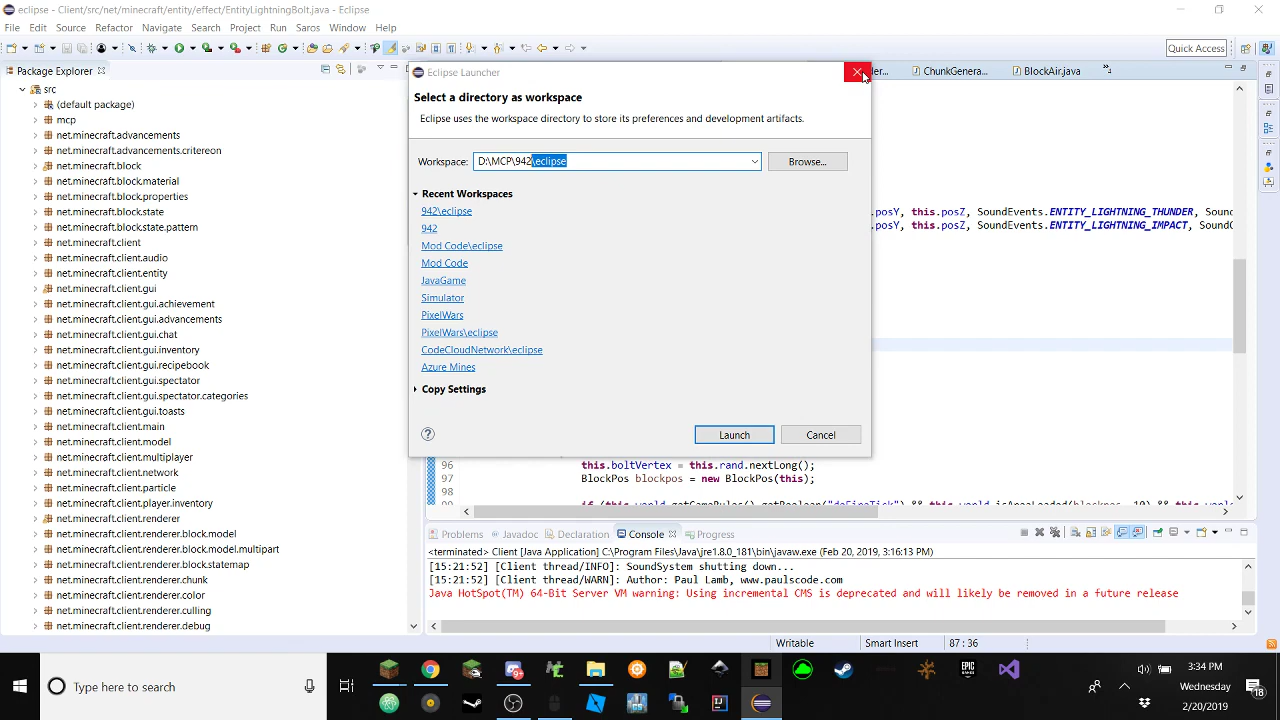 eclipse - Client/src/net/minecraft/entity/effect/EntityLightningBolt.java - Eclipse
File Edit Source Refactor Navigate Search Project Run Saros Window Help
Quick Access
Package Explorer
ChunkGenera...
BlockAir.java
src
(default package)
mcp
net.minecraft.advancements
net.minecraft.advancements.critereon
net.minecraft.block
net.minecraft.block.material
net.minecraft.block.properties
net.minecraft.block.state
net.minecraft.block.state.pattern
net.minecraft.client
net.minecraft.client.audio
net.minecraft.client.entity
net.minecraft.client.gui
net.minecraft.client.gui.achievement
net.minecraft.client.gui.advancements
net.minecraft.client.gui.chat
net.minecraft.client.gui.inventory
net.minecraft.client.gui.recipebook
net.minecraft.client.gui.spectator
net.minecraft.client.gui.spectator.categories
net.minecraft.client.gui.toasts
net.minecraft.client.main
net.minecraft.client.model
net.minecraft.client.multiplayer
net.minecraft.client.network
net.minecraft.client.particle
net.minecraft.client.player.inventory
net.minecraft.client.renderer
net.minecraft.client.renderer.block.model
net.minecraft.client.renderer.block.model.multipart
net.minecraft.client.renderer.block.statemap
net.minecraft.client.renderer.chunk
net.minecraft.client.renderer.color
net.minecraft.client.renderer.culling
net.minecraft.client.renderer.debug
Eclipse Launcher
Select a directory as workspace
Eclipse uses the workspace directory to store its preferences and development artifacts.
Workspace: D:\MCP\942\eclipse Browse...
Recent Workspaces
942\eclipse
942
Mod Code\eclipse
Mod Code
JavaGame
Simulator
PixelWars
PixelWars\eclipse
CodeCloudNetwork\eclipse
Azure Mines
Copy Settings
Launch Cancel
.posY, this.posZ, SoundEvents.ENTITY_LIGHTNING_THUNDER, Sound
.posY, this.posZ, SoundEvents.ENTITY_LIGHTNING_IMPACT, SoundC
96 this.boltVertex = this.rand.nextLong();
97 BlockPos blockpos = new BlockPos(this);
98
Problems Javadoc Declaration Console Progress
<terminated> Client [Java Application] C:\Program Files\Java\jre1.8.0_181\bin\javaw.exe (Feb 20, 2019, 3:16:13 PM)
[15:21:52] [Client thread/INFO]: SoundSystem shutting down...
[15:21:52] [Client thread/WARN]: Author: Paul Lamb, www.paulscode.com
Java HotSpot(TM) 64-Bit Server VM warning: Using incremental CMS is deprecated and will likely be removed in a future release
Writable Smart Insert 87 : 36
Type here to search
3:34 PM
Wednesday
2/20/2019
18